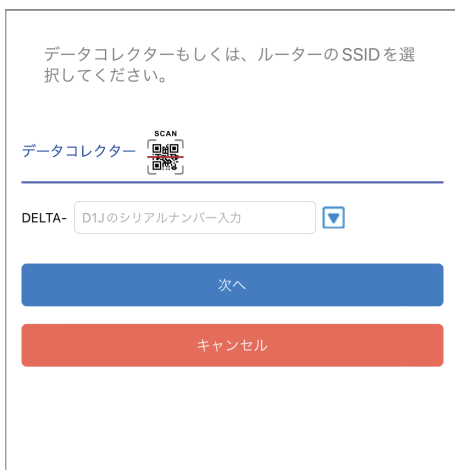 データコレクターもしくは、ルーターのSSIDを選
択してください。
SCAN
データコレクター
DELTA- D1Jのシリアルナンバー入力
次へ
キャンセル